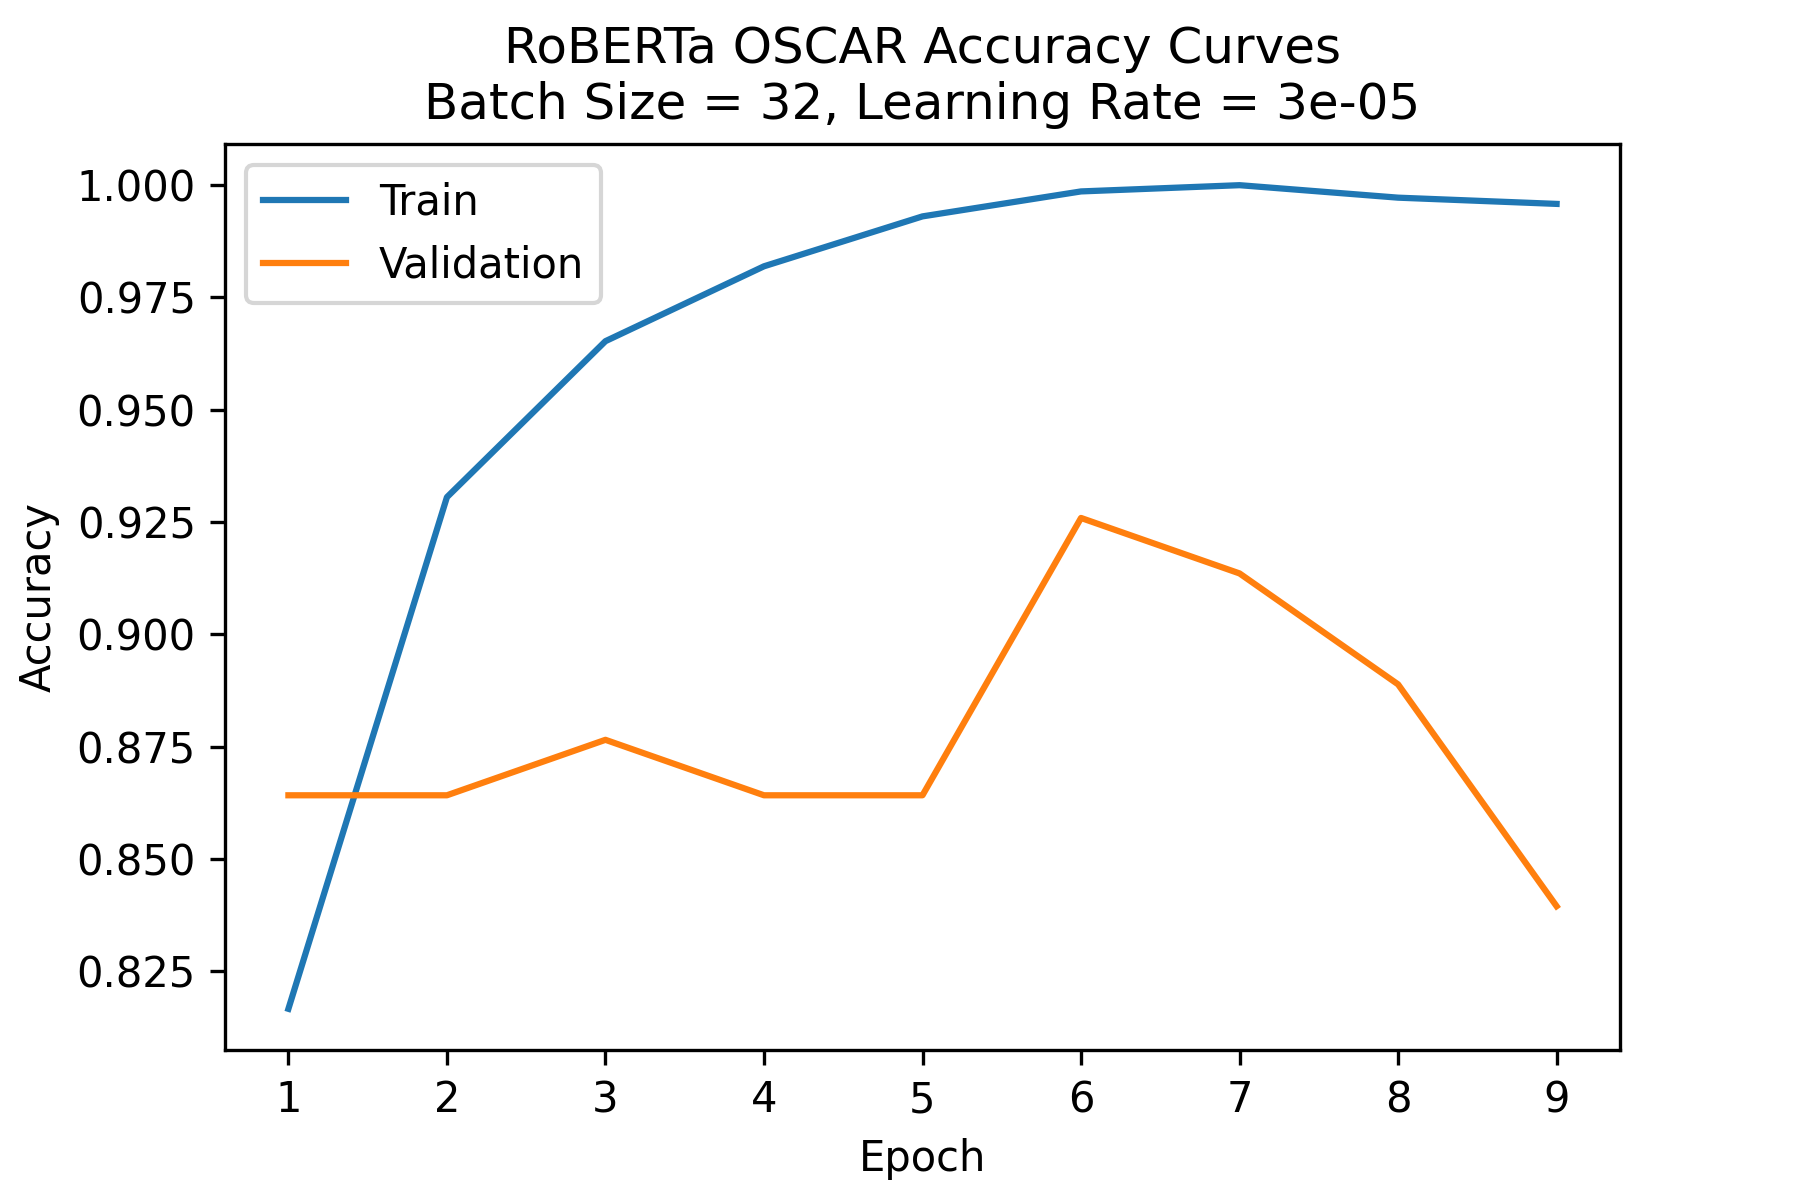 RoBERTa OSCAR Accuracy Curves
Batch Size = 32, Learning Rate = 3e-05
Train
Validation
1.000
0.975
0.950
0.925
0.900
0.875
0.850
0.825
Accuracy
1 2 3 4 5 6 7 8 9
Epoch